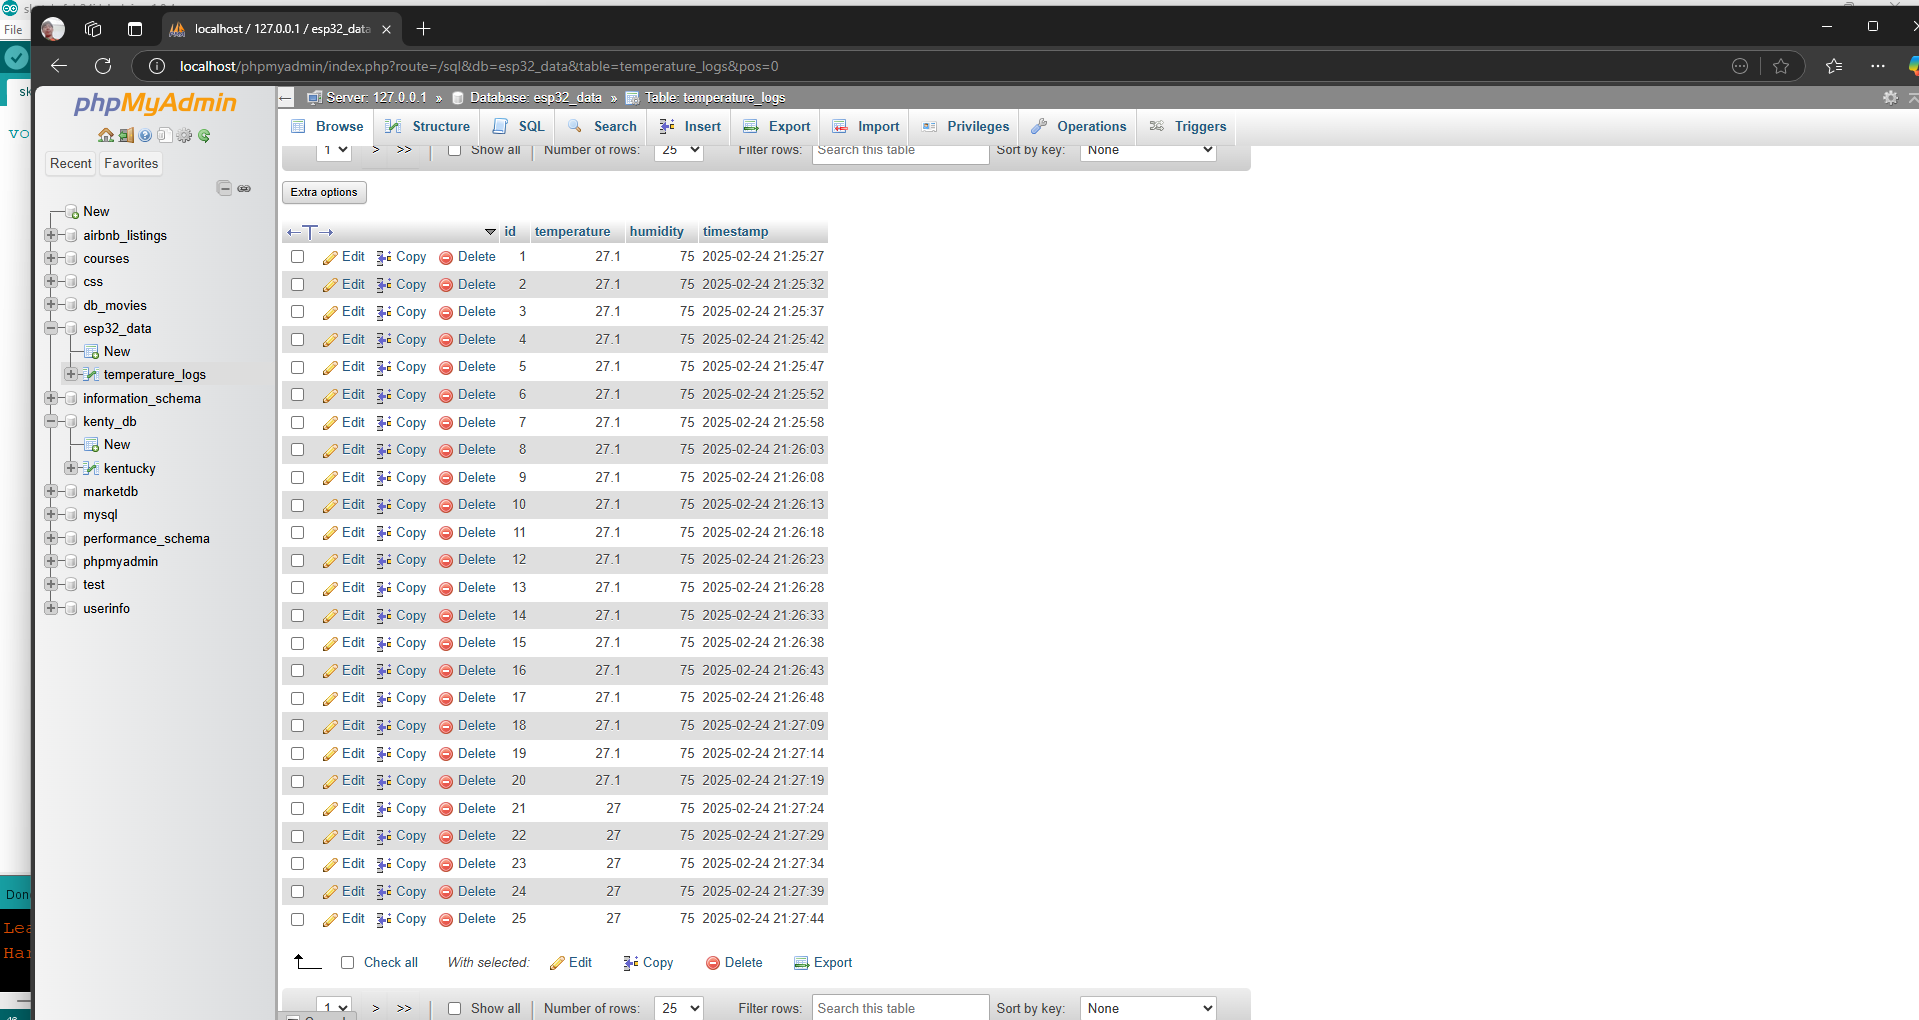 File
localhost / 127.0.0.1 / esp32_data
localhost/phpmyadmin/index.php?route=/sql&db=esp32_data&table=temperature_logs&pos=0
phpMyAdmin
Recent Favorites
New
airbnb_listings
courses
css
db_movies
esp32_data
New
temperature_logs
information_schema
kenty_db
New
kentucky
marketdb
mysql
performance_schema
phpmyadmin
test
userinfo
Server: 127.0.0.1 » Database: esp32_data » Table: temperature_logs
Browse Structure SQL Search Insert Export Import Privileges Operations Triggers
1 > >> Show all Number of rows: 25 Filter rows: Search this table Sort by key: None
Extra options
id temperature humidity timestamp
Edit Copy Delete 1 27.1 75 2025-02-24 21:25:27
Edit Copy Delete 2 27.1 75 2025-02-24 21:25:32
Edit Copy Delete 3 27.1 75 2025-02-24 21:25:37
Edit Copy Delete 4 27.1 75 2025-02-24 21:25:42
Edit Copy Delete 5 27.1 75 2025-02-24 21:25:47
Edit Copy Delete 6 27.1 75 2025-02-24 21:25:52
Edit Copy Delete 7 27.1 75 2025-02-24 21:25:58
Edit Copy Delete 8 27.1 75 2025-02-24 21:26:03
Edit Copy Delete 9 27.1 75 2025-02-24 21:26:08
Edit Copy Delete 10 27.1 75 2025-02-24 21:26:13
Edit Copy Delete 11 27.1 75 2025-02-24 21:26:18
Edit Copy Delete 12 27.1 75 2025-02-24 21:26:23
Edit Copy Delete 13 27.1 75 2025-02-24 21:26:28
Edit Copy Delete 14 27.1 75 2025-02-24 21:26:33
Edit Copy Delete 15 27.1 75 2025-02-24 21:26:38
Edit Copy Delete 16 27.1 75 2025-02-24 21:26:43
Edit Copy Delete 17 27.1 75 2025-02-24 21:26:48
Edit Copy Delete 18 27.1 75 2025-02-24 21:27:09
Edit Copy Delete 19 27.1 75 2025-02-24 21:27:14
Edit Copy Delete 20 27.1 75 2025-02-24 21:27:19
Edit Copy Delete 21 27 75 2025-02-24 21:27:24
Edit Copy Delete 22 27 75 2025-02-24 21:27:29
Edit Copy Delete 23 27 75 2025-02-24 21:27:34
Edit Copy Delete 24 27 75 2025-02-24 21:27:39
Edit Copy Delete 25 27 75 2025-02-24 21:27:44
Check all With selected: Edit Copy Delete Export
1 > >> Show all Number of rows: 25 Filter rows: Search this table Sort by key: None